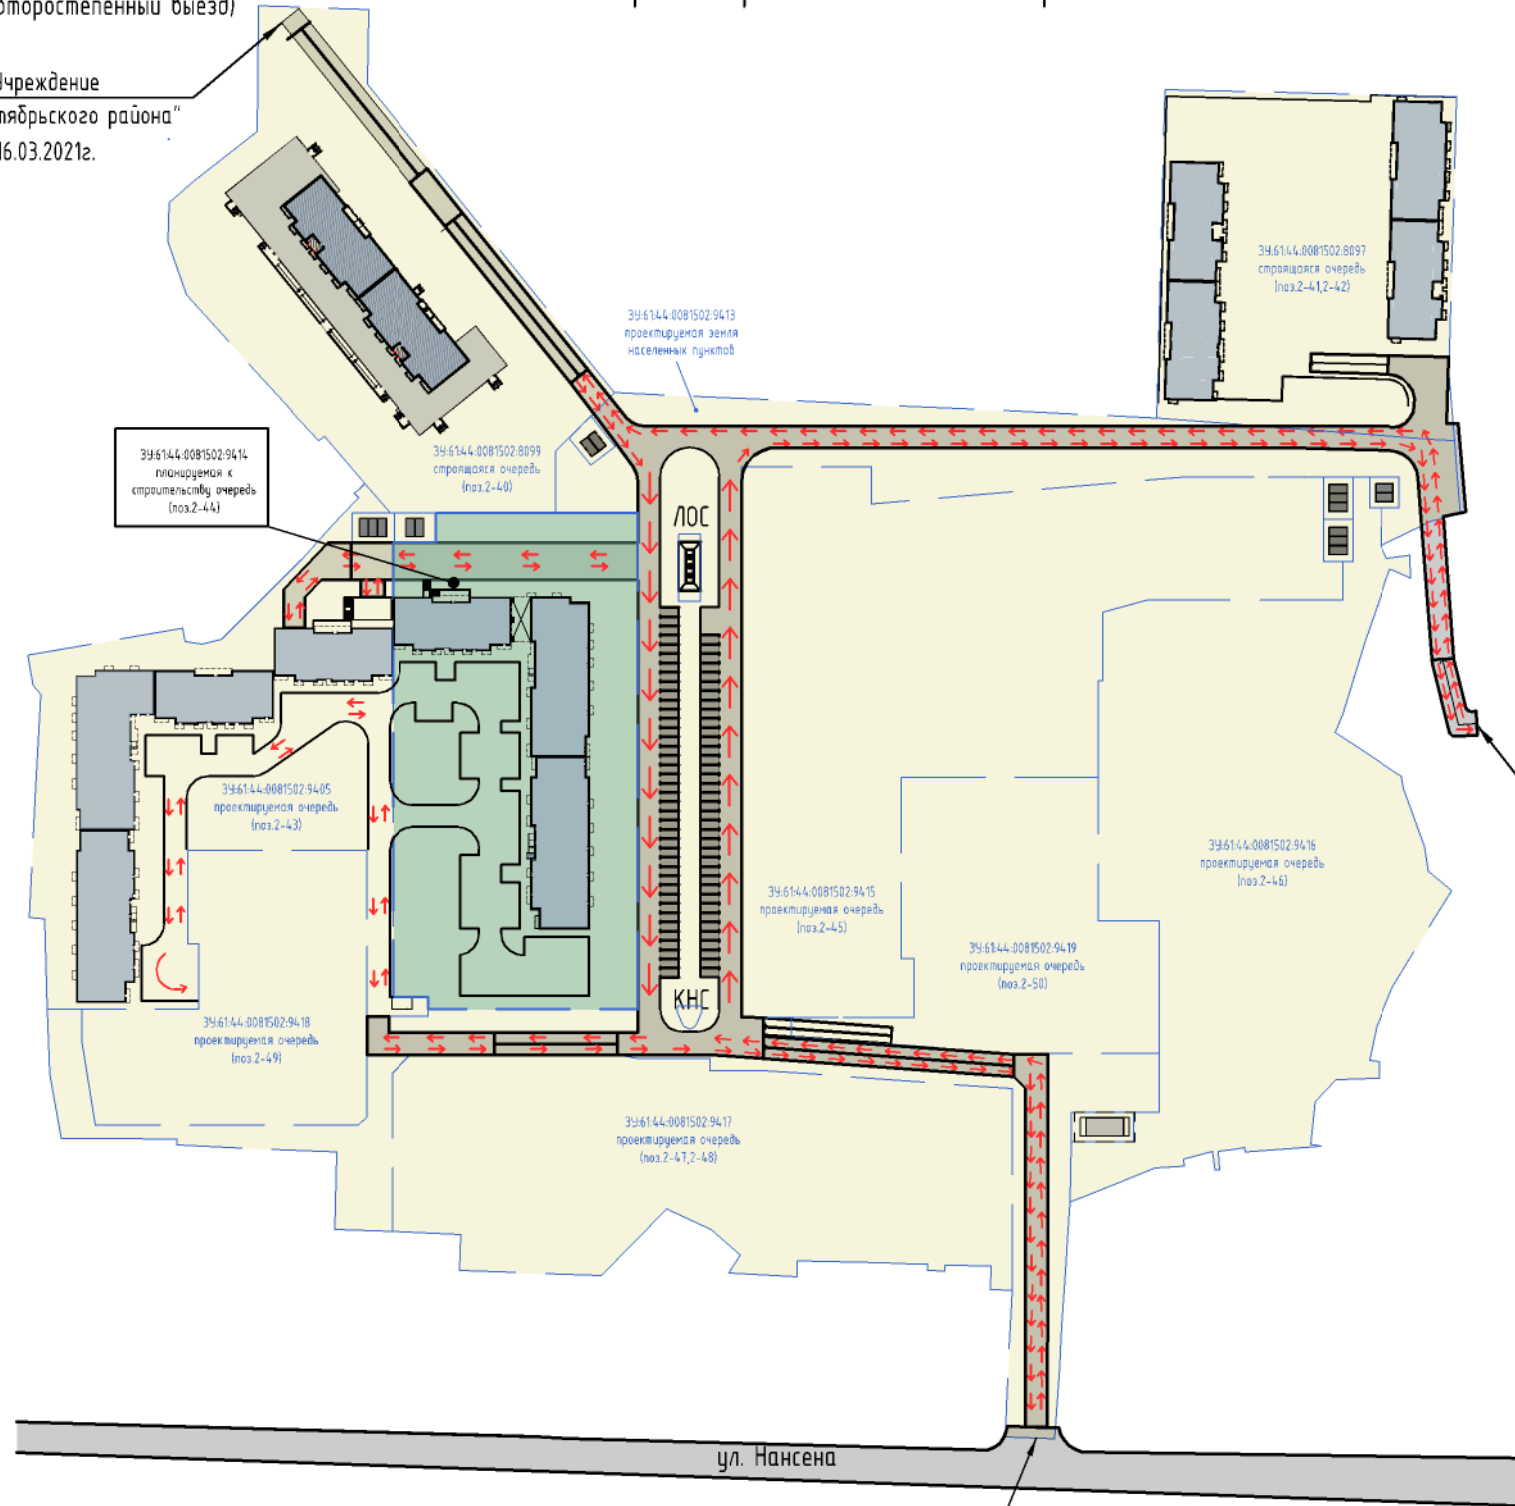 второстепенный выезд)
Учреждение
тябрьского района"
16.03.2021г.
ЗУ:61:44:0081502:8097
строящаяся очередь
(поз.2-41,2-42)
ЗУ:61:44:0081502:9413
проектируемая земля
населенных пунктов
ЗУ:61:44:0081502:9414
планируемая к
строительству очередь
(поз.2-44)
ЗУ:61:44:0081502:8099
строящаяся очередь
(поз.2-40)
ЛОС
ЗУ:61:44:0081502:9405
проектируемая очередь
(поз.2-43)
ЗУ:61:44:0081502:9416
проектируемая очередь
(поз.2-46)
ЗУ:61:44:0081502:9415
проектируемая очередь
(поз.2-45)
ЗУ:61:44:0081502:9419
проектируемая очередь
(поз.2-50)
КНС
ЗУ:61:44:0081502:9418
проектируемая очередь
(поз.2-49)
ЗУ:61:44:0081502:9417
проектируемая очередь
(поз.2-47,2-48)
ул. Нансена